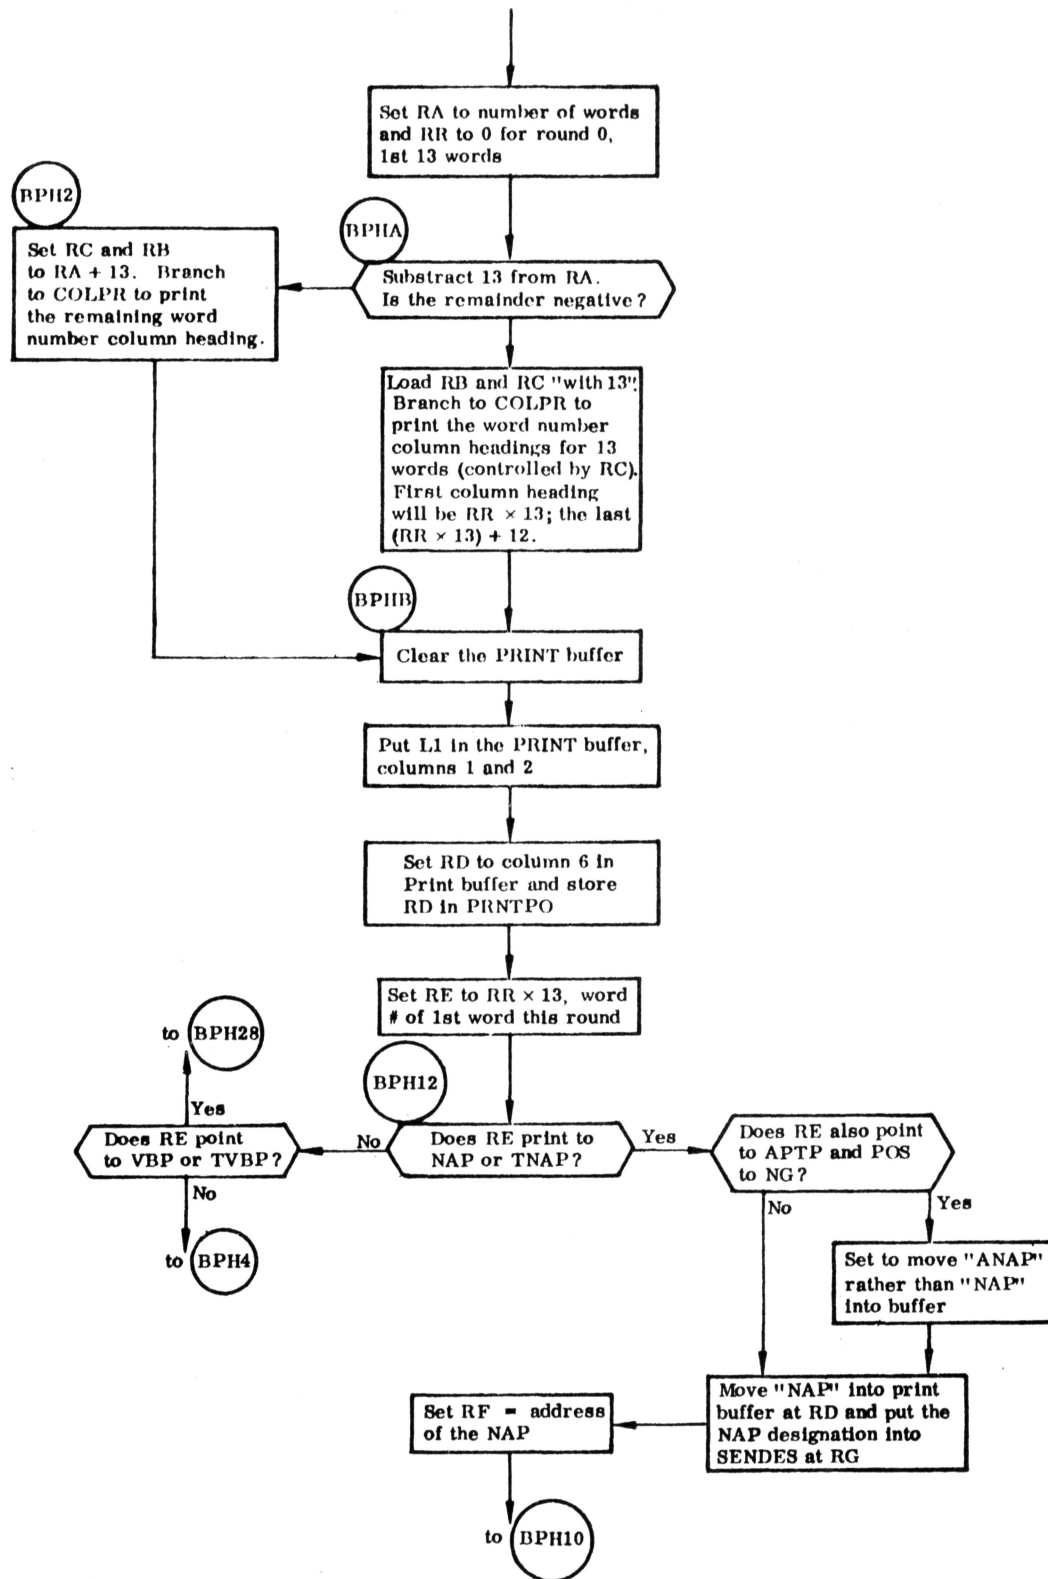 Set RA to number of words
and RR to 0 for round 0,
1st 13 words
BPH2
BPHA
Set RC and RB
to RA + 13. Branch
to COLPR to print
the remaining word
number column heading.
Substract 13 from RA.
Is the remainder negative?
Load RB and RC "with 13".
Branch to COLPR to
print the word number
column headings for 13
words (controlled by RC).
First column heading
will be RR × 13; the last
(RR × 13) + 12.
BPHB
Clear the PRINT buffer
Put L1 in the PRINT buffer,
columns 1 and 2
Set RD to column 6 in
Print buffer and store
RD in PRNTPO
Set RE to RR × 13, word
# of 1st word this round
to BPH28
BPH12
Yes
Does RE point
to VBP or TVBP?
No
Does RE print to
NAP or TNAP?
Yes
Does RE also point
to APTP and POS
to NG?
No
to BPH4
No
Yes
Set to move "ANAP"
rather than "NAP"
into buffer
Move "NAP" into print
buffer at RD and put the
NAP designation into
SENDES at RG
Set RF = address
of the NAP
to BPH10